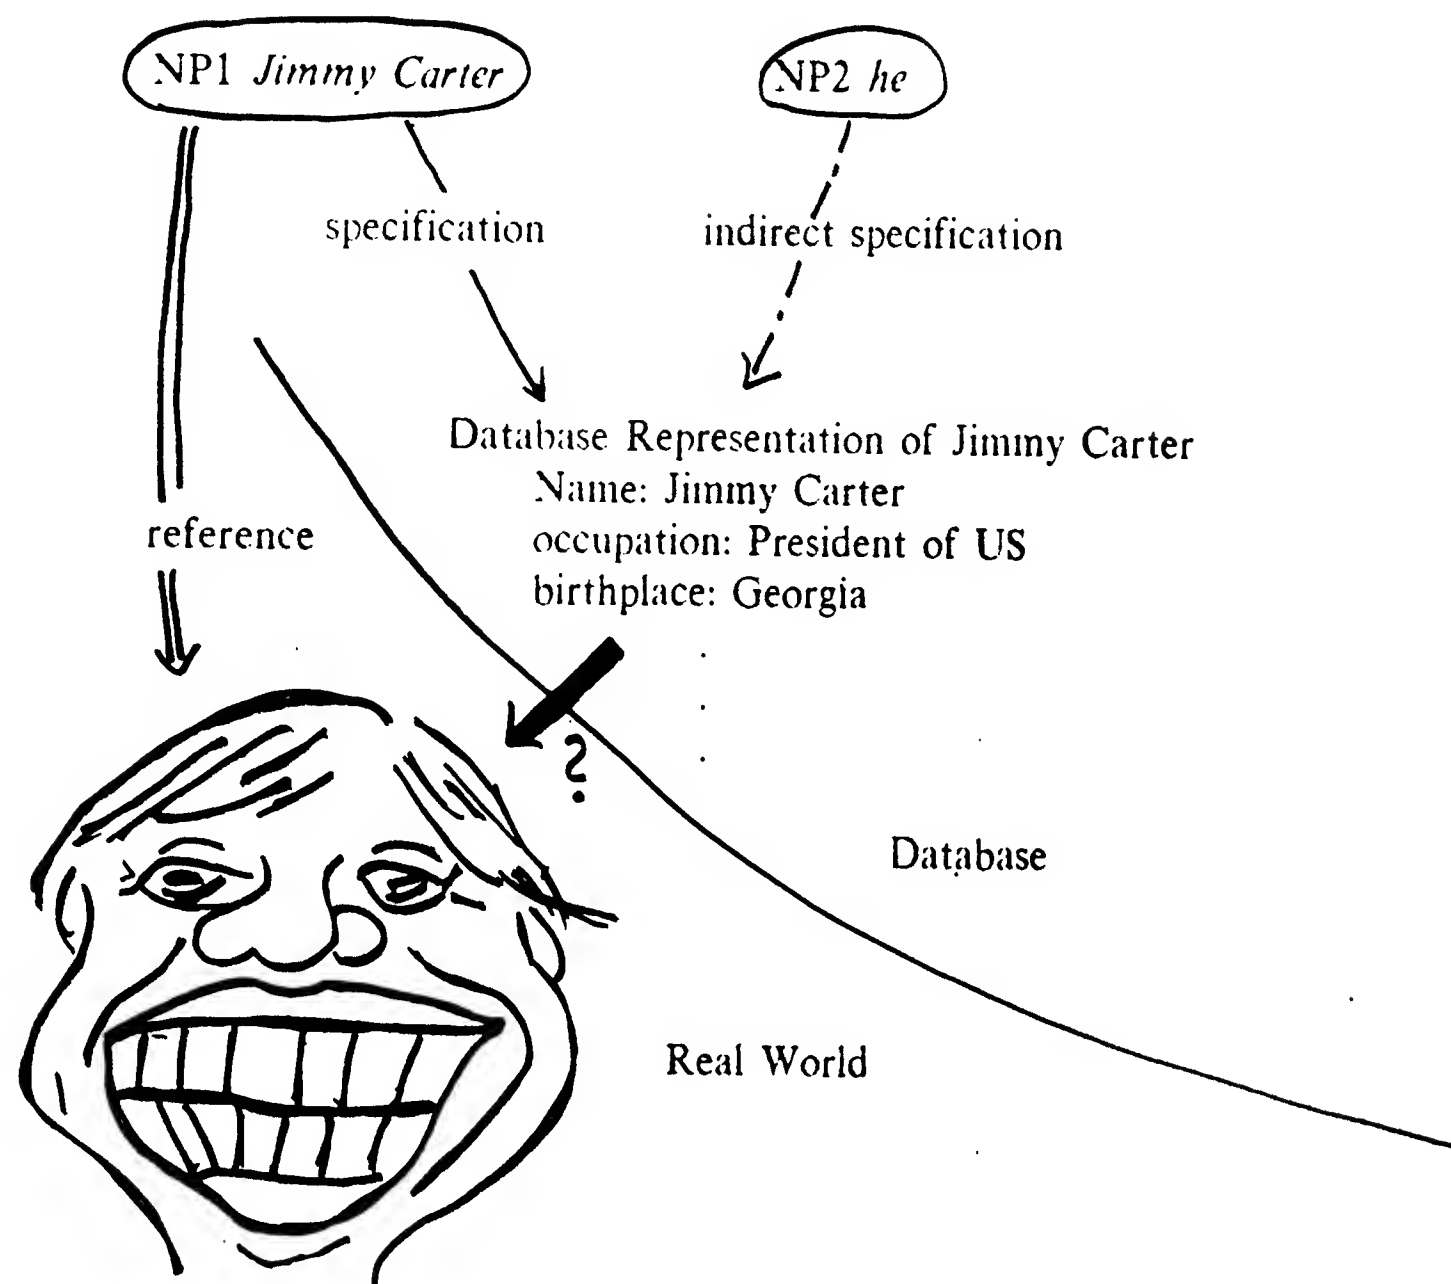 NP1 Jimmy Carter
NP2 he
specification
indirect specification
Database Representation of Jimmy Carter
Name: Jimmy Carter
occupation: President of US
birthplace: Georgia
reference
?
Database
Real World